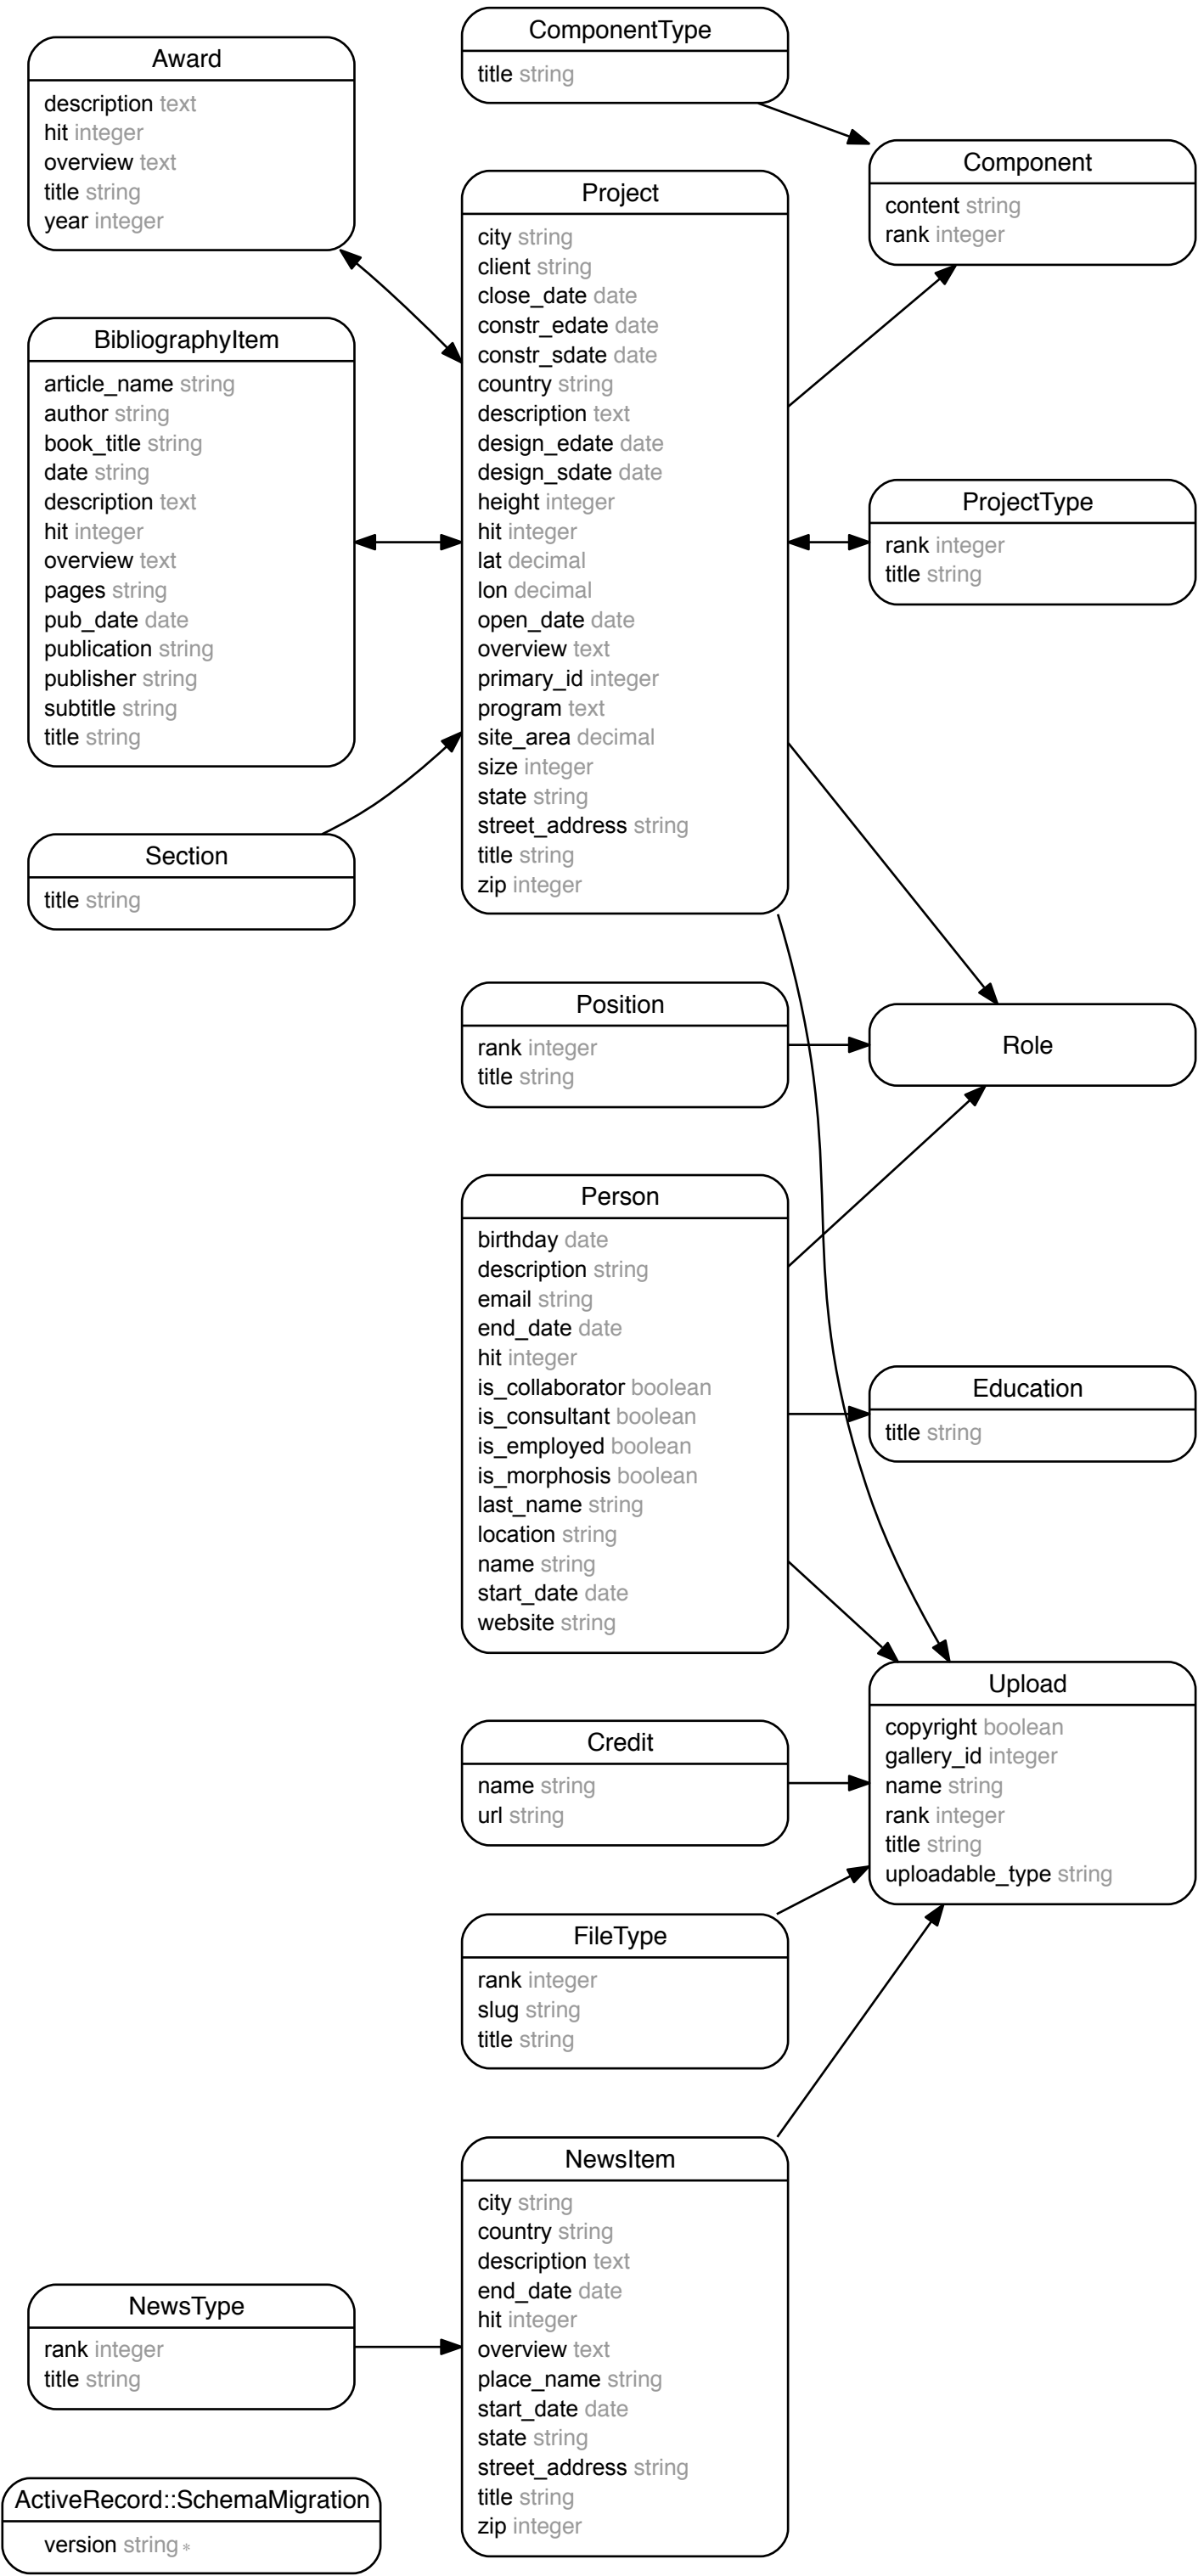 Award
description text
hit integer
overview text
title string
year integer
ComponentType
title string
Component
content string
rank integer
Project
city string
client string
close_date date
constr_edate date
constr_sdate date
country string
description text
design_edate date
design_sdate date
height integer
hit integer
lat decimal
lon decimal
open_date date
overview text
primary_id integer
program text
site_area decimal
size integer
state string
street_address string
title string
zip integer
BibliographyItem
article_name string
author string
book_title string
date string
description text
hit integer
overview text
pages string
pub_date date
publication string
publisher string
subtitle string
title string
ProjectType
rank integer
title string
Section
title string
Position
rank integer
title string
Role
Person
birthday date
description string
email string
end_date date
hit integer
is_collaborator boolean
is_consultant boolean
is_employed boolean
is_morphosis boolean
last_name string
location string
name string
start_date date
website string
Education
title string
Upload
copyright boolean
gallery_id integer
name string
rank integer
title string
uploadable_type string
Credit
name string
url string
FileType
rank integer
slug string
title string
NewsItem
city string
country string
description text
end_date date
hit integer
overview text
place_name string
start_date date
state string
street_address string
title string
zip integer
NewsType
rank integer
title string
ActiveRecord::SchemaMigration
version string *